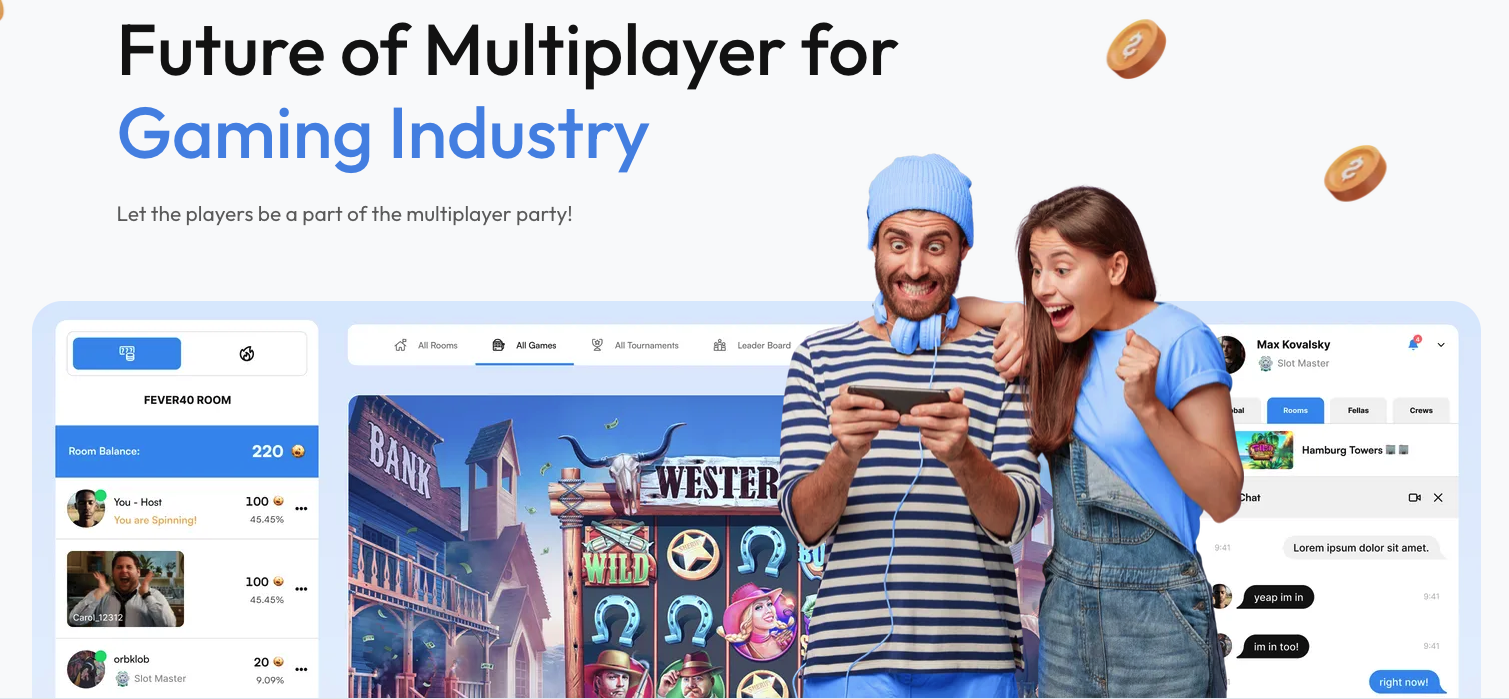 Future of Multiplayer for
Gaming Industry
Let the players be a part of the multiplayer party!
FEVER40 ROOM
Room Balance:
220
You - Host
You are Spinning!
100
45.45%
Carol_12312
100
45.45%
orbklob
Slot Master
20
9.09%
All Rooms
All Games
All Tournaments
Leader Board
BANK
WESTERN
WILD
SHERIFF
Max Kovalsky
Slot Master
4
bal
Rooms
Fellas
Crews
Hamburg Towers
Chat
9:41
Lorem ipsum dolor sit amet.
yeap im in
9:41
im in too!
9:41
right now!